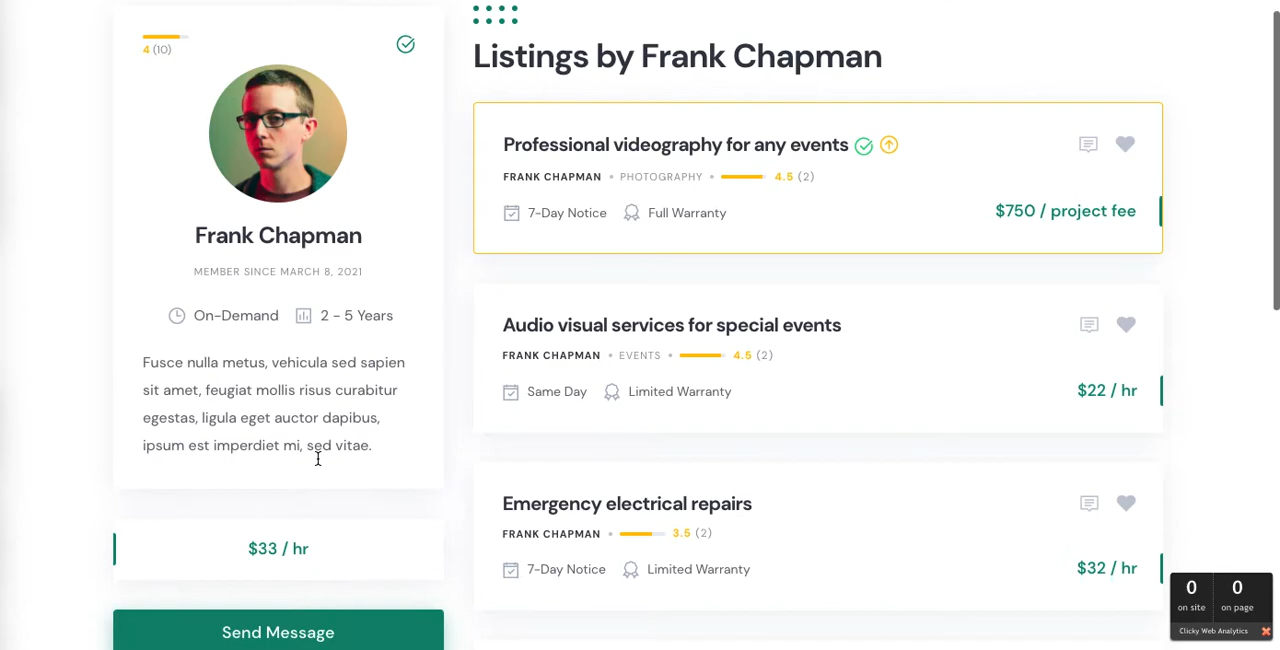 4 (10)
Frank Chapman
MEMBER SINCE MARCH 8, 2021
On-Demand 2 - 5 Years
Fusce nulla metus, vehicula sed sapien
sit amet, feugiat mollis risus curabitur
egestas, ligula eget auctor dapibus,
ipsum est imperdiet mi, sed vitae.
$33 / hr
Send Message
Listings by Frank Chapman
Professional videography for any events
FRANK CHAPMAN • PHOTOGRAPHY • 4.5 (2)
7-Day Notice Full Warranty
$750 / project fee
Audio visual services for special events
FRANK CHAPMAN • EVENTS • 4.5 (2)
Same Day Limited Warranty
$22 / hr
Emergency electrical repairs
FRANK CHAPMAN • 3.5 (2)
7-Day Notice Limited Warranty
$32 / hr
0 0
on site on page
Clicky Web Analytics